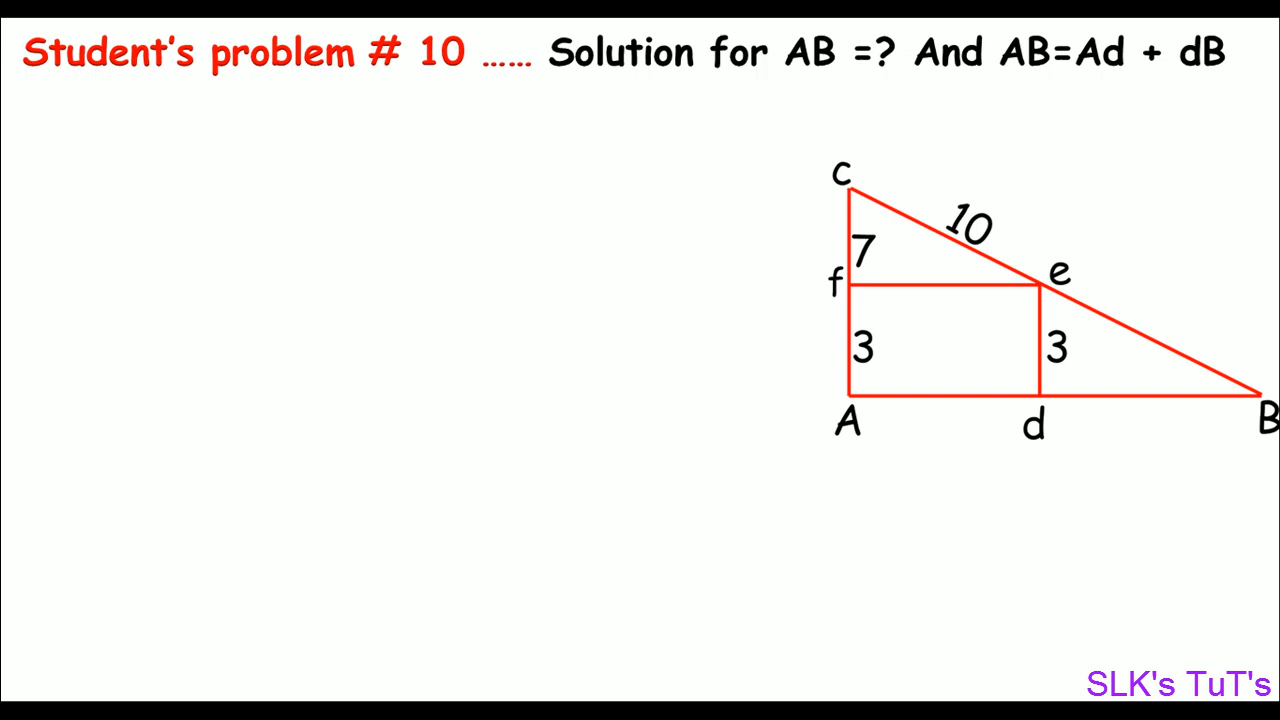 Student's problem # 10 ...... Solution for AB =? And AB=Ad + dB
c
10
7
e
f
3
3
A
d
B
SLK's TuT's